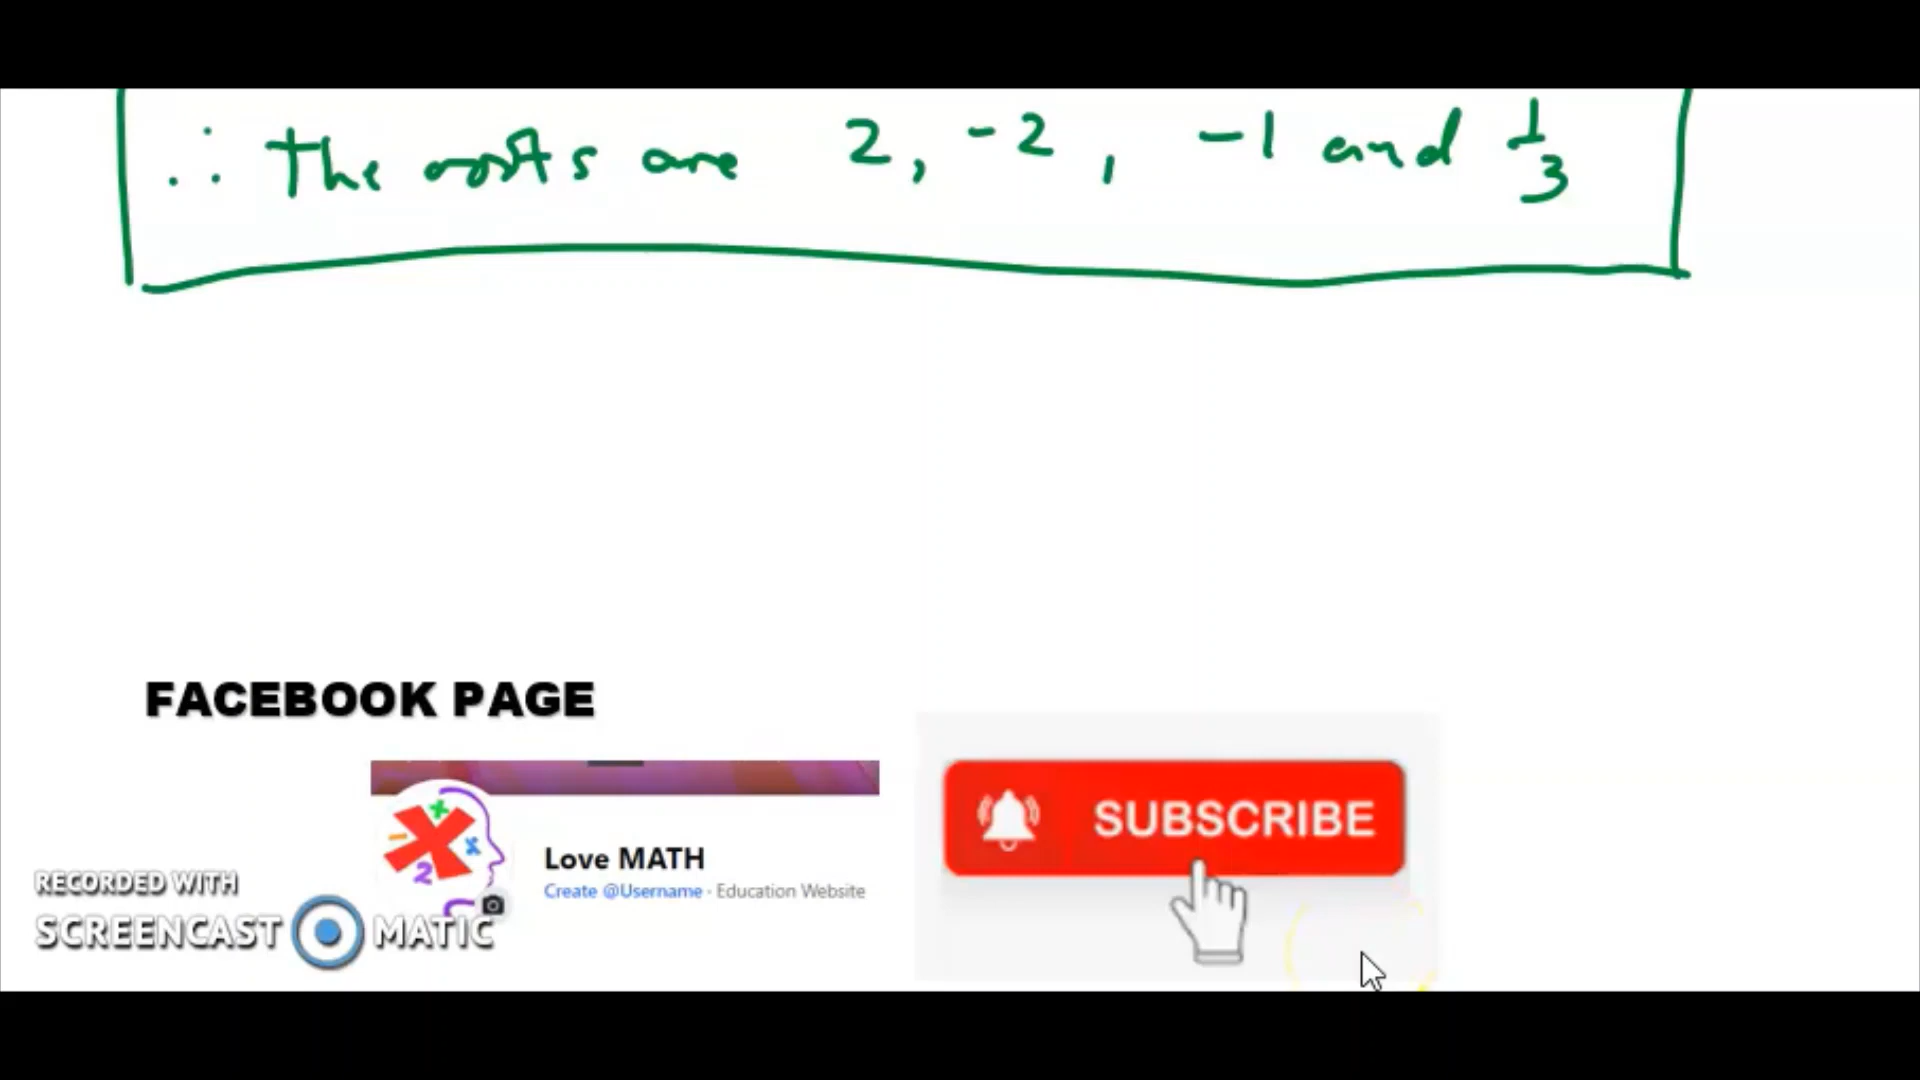 ∴ The roots are 2, -2, -1 and 1/3
FACEBOOK PAGE
SUBSCRIBE
Love MATH
Create @Username · Education Website
RECORDED WITH
SCREENCAST MATIC